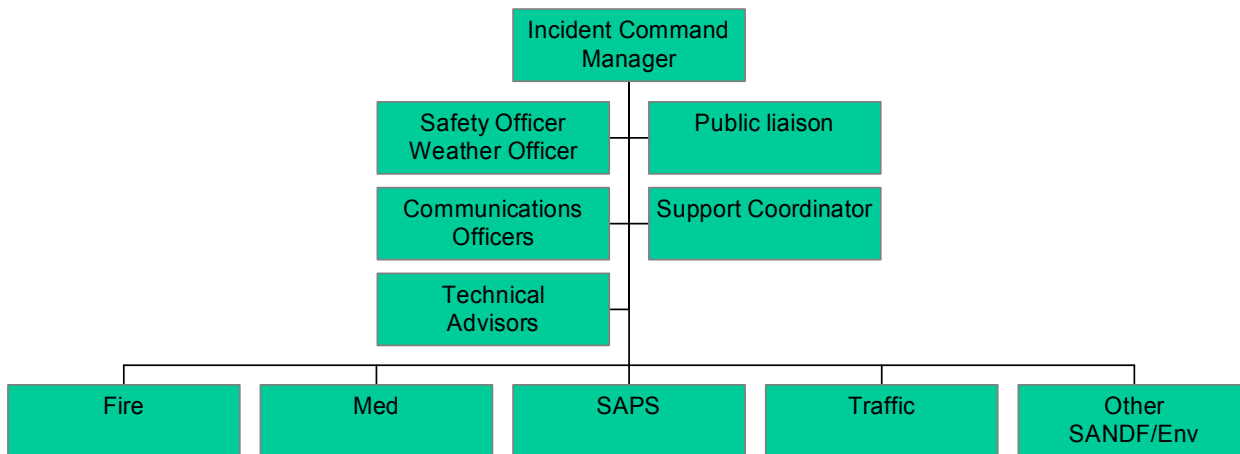 Incident Command
Manager
Safety Officer
Weather Officer
Public liaison
Communications
Officers
Support Coordinator
Technical
Advisors
Fire
Med
SAPS
Traffic
Other
SANDF/Env